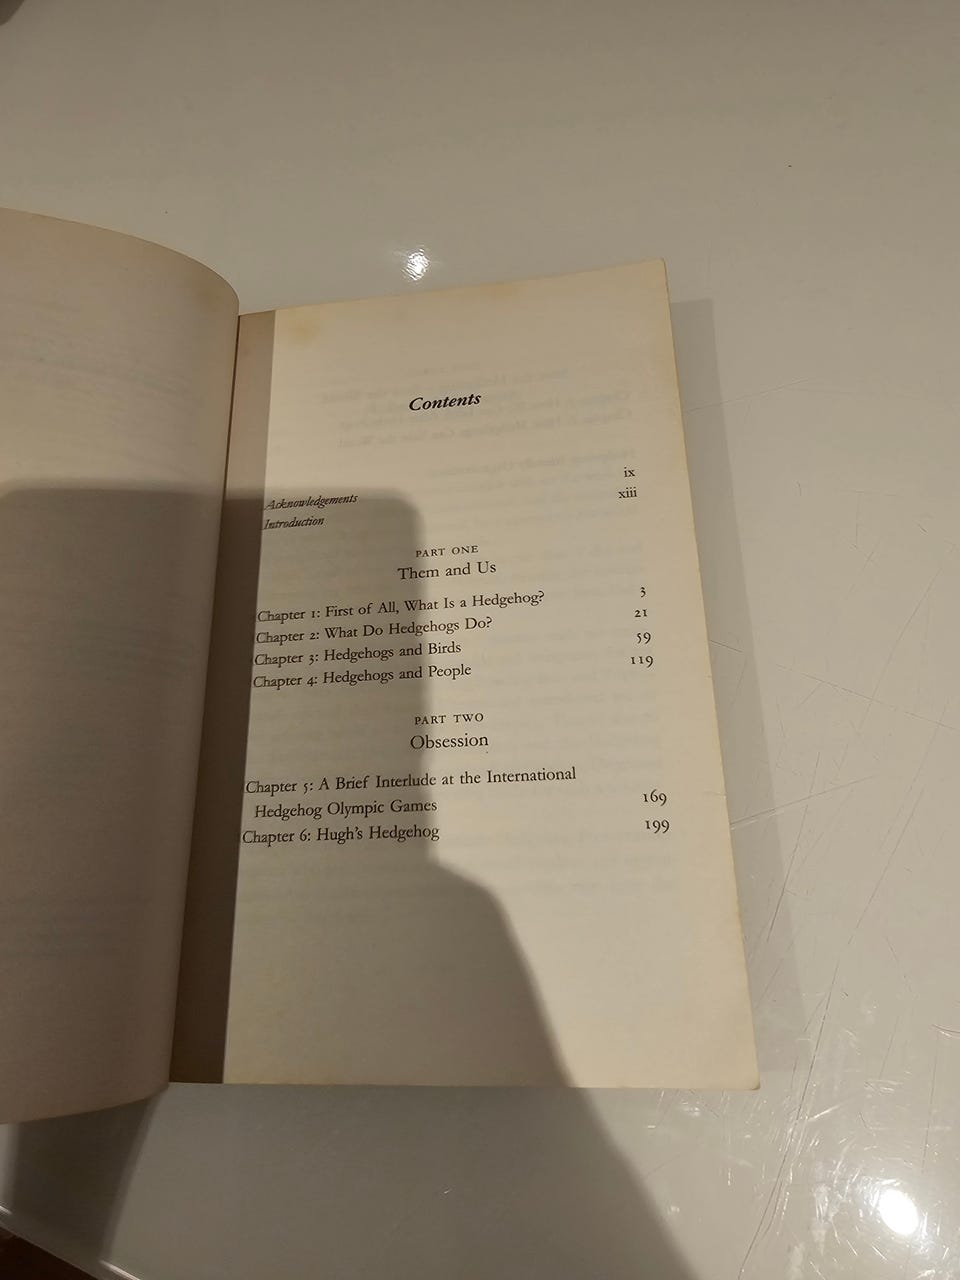 Contents
Acknowledgements ix
Introduction xiii
PART ONE
Them and Us
Chapter 1: First of All, What Is a Hedgehog? 3
Chapter 2: What Do Hedgehogs Do? 21
Chapter 3: Hedgehogs and Birds 59
Chapter 4: Hedgehogs and People 119
PART TWO
Obsession
Chapter 5: A Brief Interlude at the International
Hedgehog Olympic Games 169
Chapter 6: Hugh's Hedgehog 199